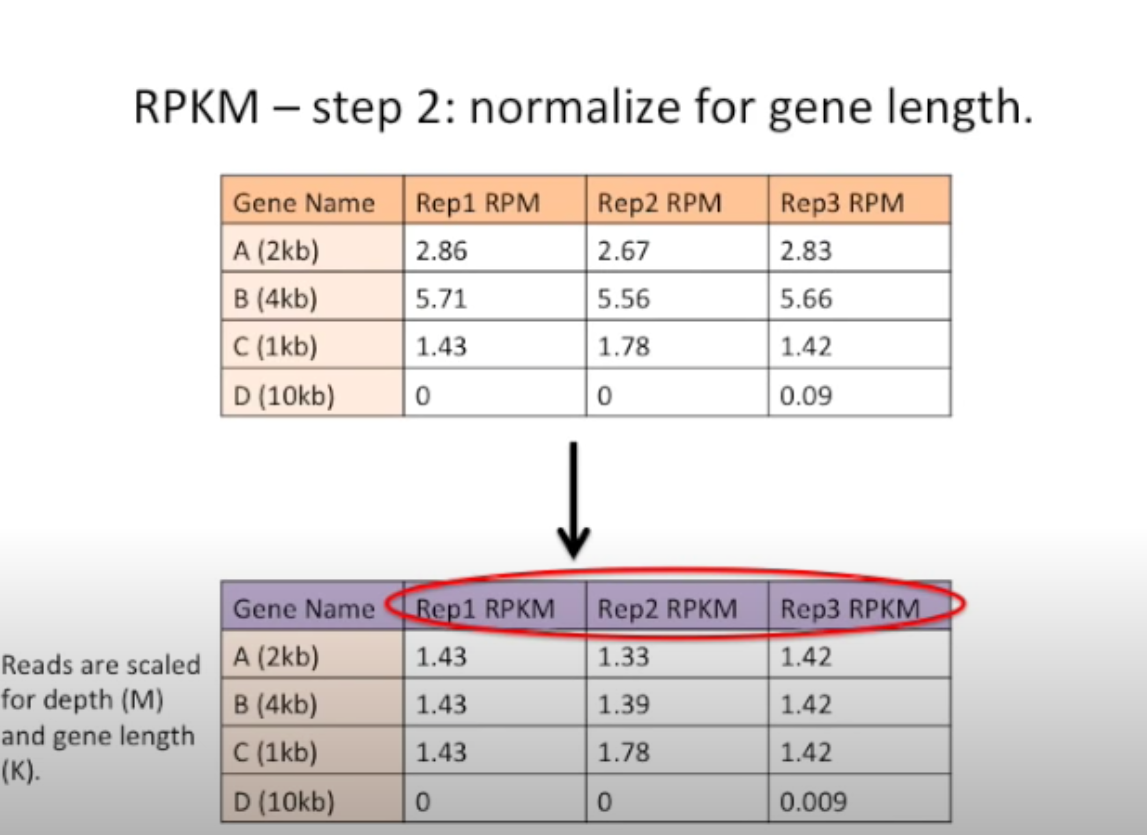 RPKM – step 2: normalize for gene length.
Gene Name Rep1 RPM Rep2 RPM Rep3 RPM
A (2kb) 2.86 2.67 2.83
B (4kb) 5.71 5.56 5.66
C (1kb) 1.43 1.78 1.42
D (10kb) 0 0 0.09
Gene Name Rep1 RPKM Rep2 RPKM Rep3 RPKM
A (2kb) 1.43 1.33 1.42
B (4kb) 1.43 1.39 1.42
C (1kb) 1.43 1.78 1.42
D (10kb) 0 0 0.009
Reads are scaled
for depth (M)
and gene length
(K).